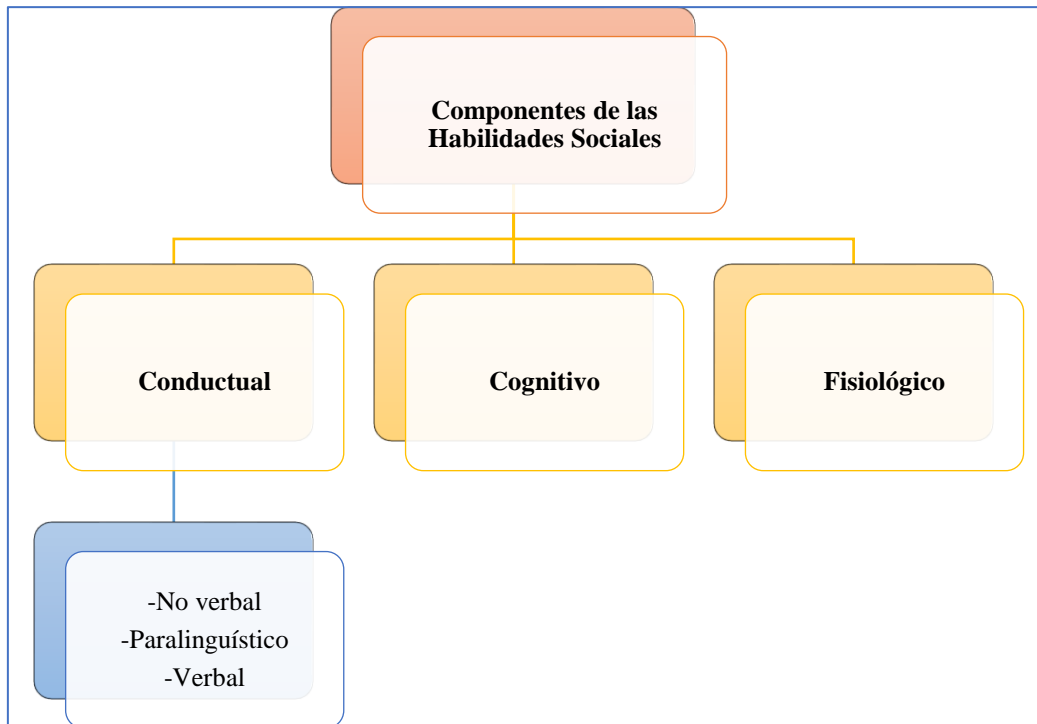 Componentes de las
Habilidades Sociales
Conductual
Cognitivo
Fisiológico
-No verbal
-Paralinguístico
-Verbal